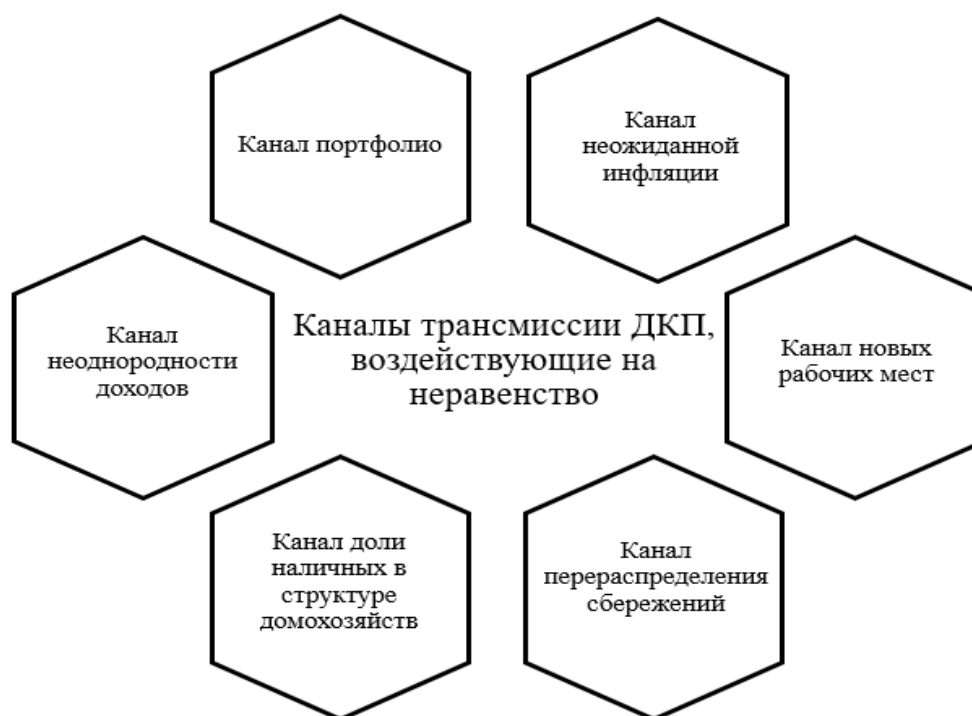 Канал портфолио
Канал
неожиданной
инфляции
Канал
неоднородности
доходов
Каналы трансмиссии ДКП,
воздействующие на
неравенство
Канал новых
рабочих мест
Канал доли
наличных в
структуре
домохозяйств
Канал
перераспределения
сбережений